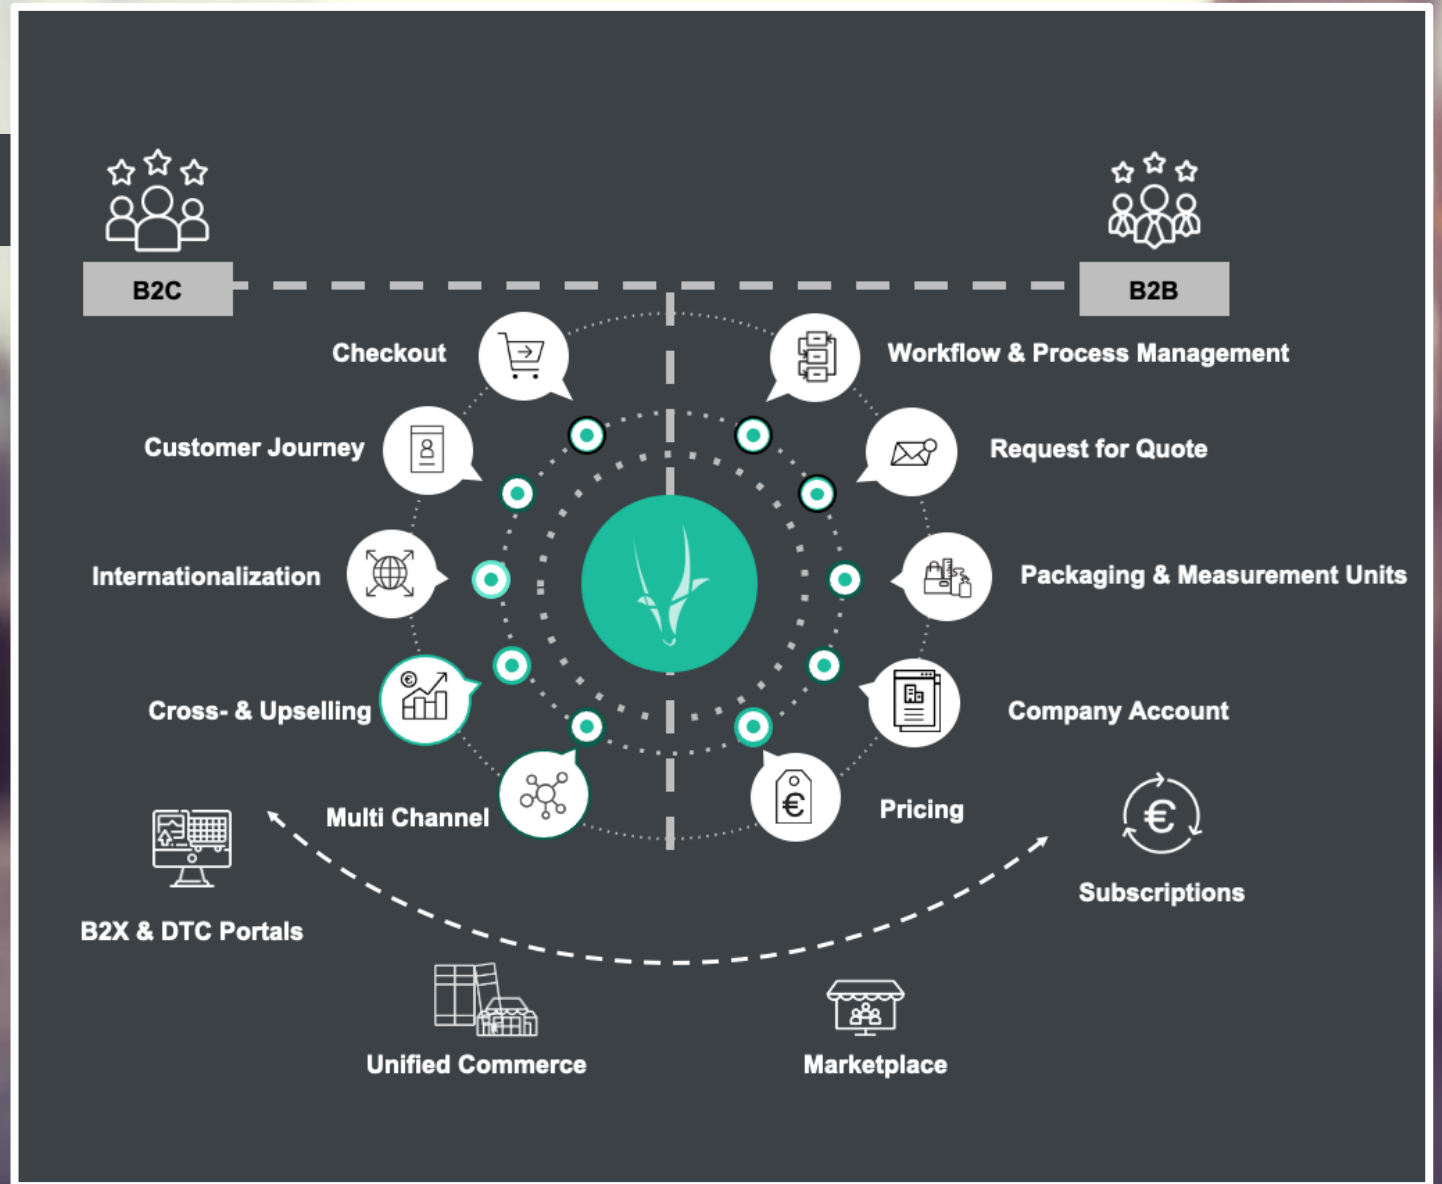 B2C
B2B
Checkout
Workflow & Process Management
Customer Journey
Request for Quote
Internationalization
Packaging & Measurement Units
Cross- & Upselling
Company Account
Multi Channel
Pricing
Subscriptions
B2X & DTC Portals
Unified Commerce
Marketplace